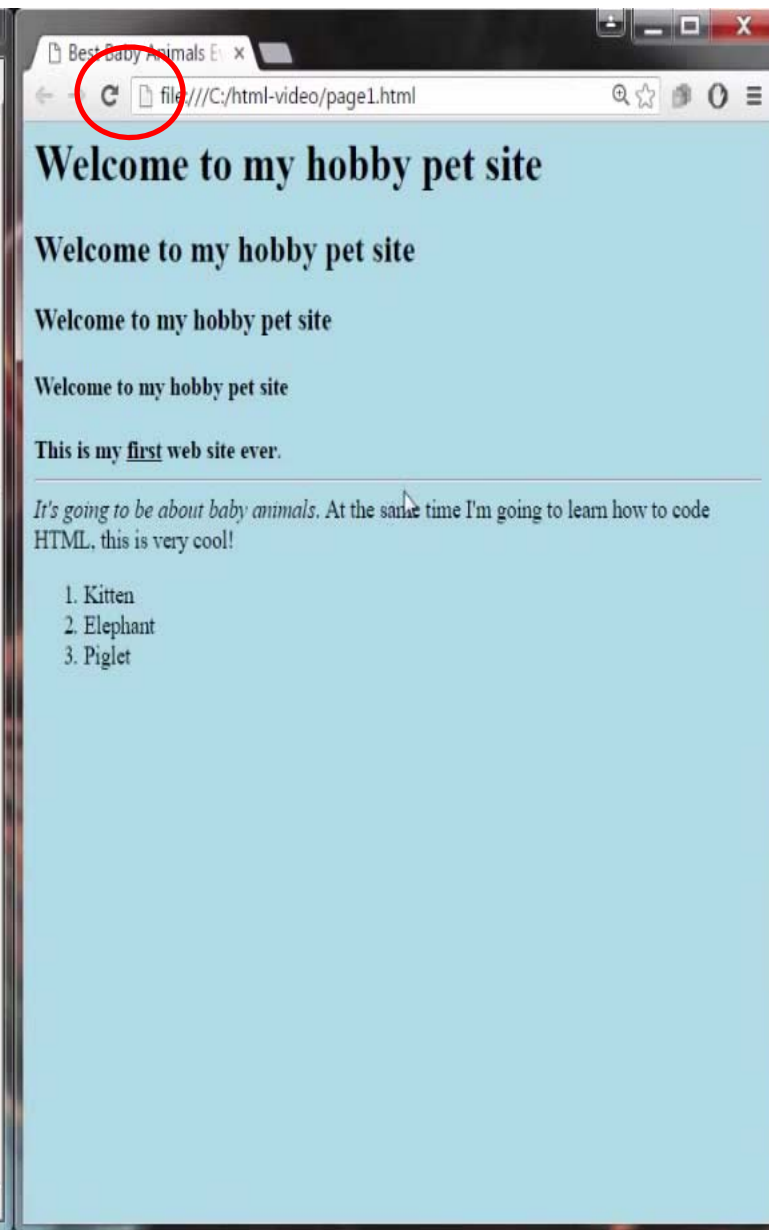 Best Baby Animals E
file:///C:/html-video/page1.html
Welcome to my hobby pet site
Welcome to my hobby pet site
Welcome to my hobby pet site
Welcome to my hobby pet site
This is my first web site ever.
It's going to be about baby animals. At the same time I'm going to learn how to code
HTML, this is very cool!
1. Kitten
2. Elephant
3. Piglet